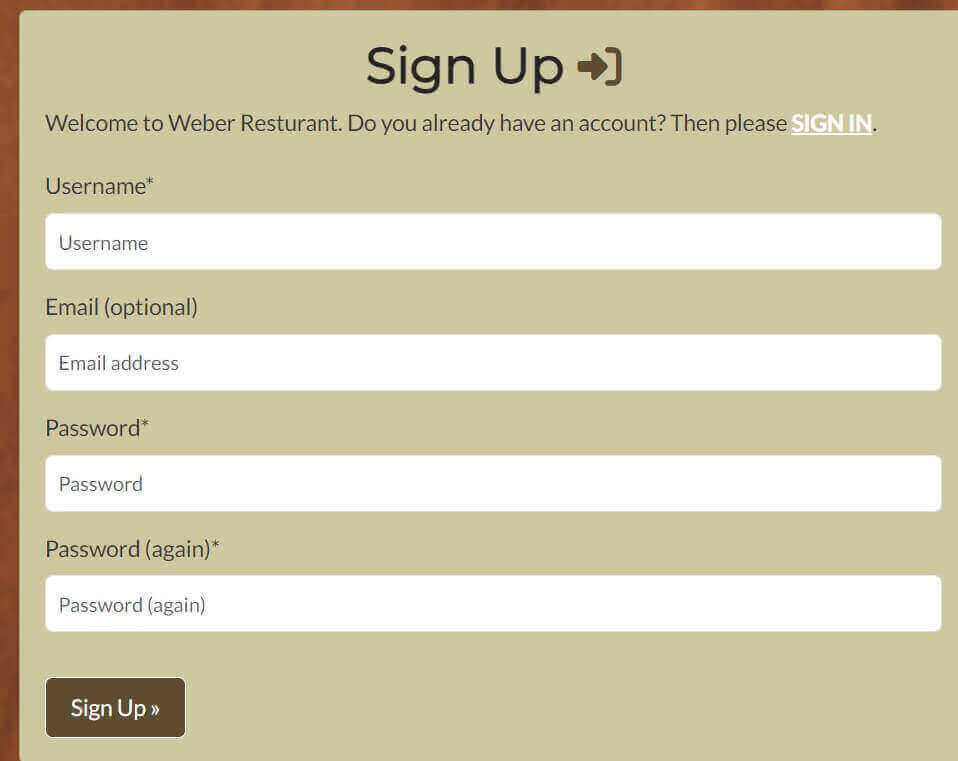 Sign Up
Welcome to Weber Resturant. Do you already have an account? Then please SIGN IN.
Username*
Username
Email (optional)
Email address
Password*
Password
Password (again)*
Password (again)
Sign Up »